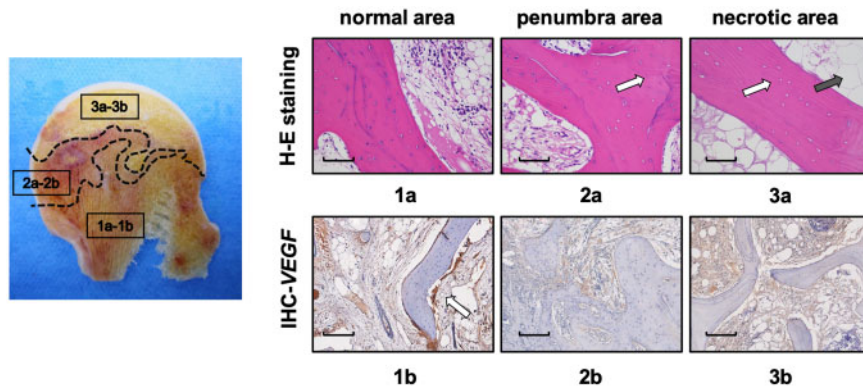 normal area penumbra area necrotic area
H-E staining
3a-3b
2a-2b
1a-1b
1a 2a 3a
IHC-VEGF
1b 2b 3b